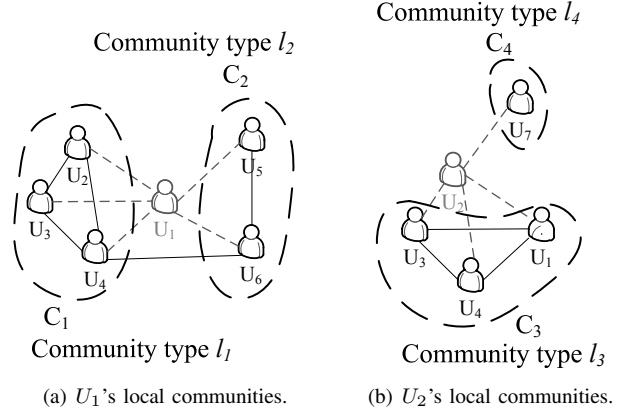 Community type l₂
C₂
U₂
U₅
U₃
U₁
U₄
U₆
C₁
Community type l₁
(a) U₁'s local communities.
Community type l₄
C₄
U₇
U₂
U₃
U₁
U₄
C₃
Community type l₃
(b) U₂'s local communities.